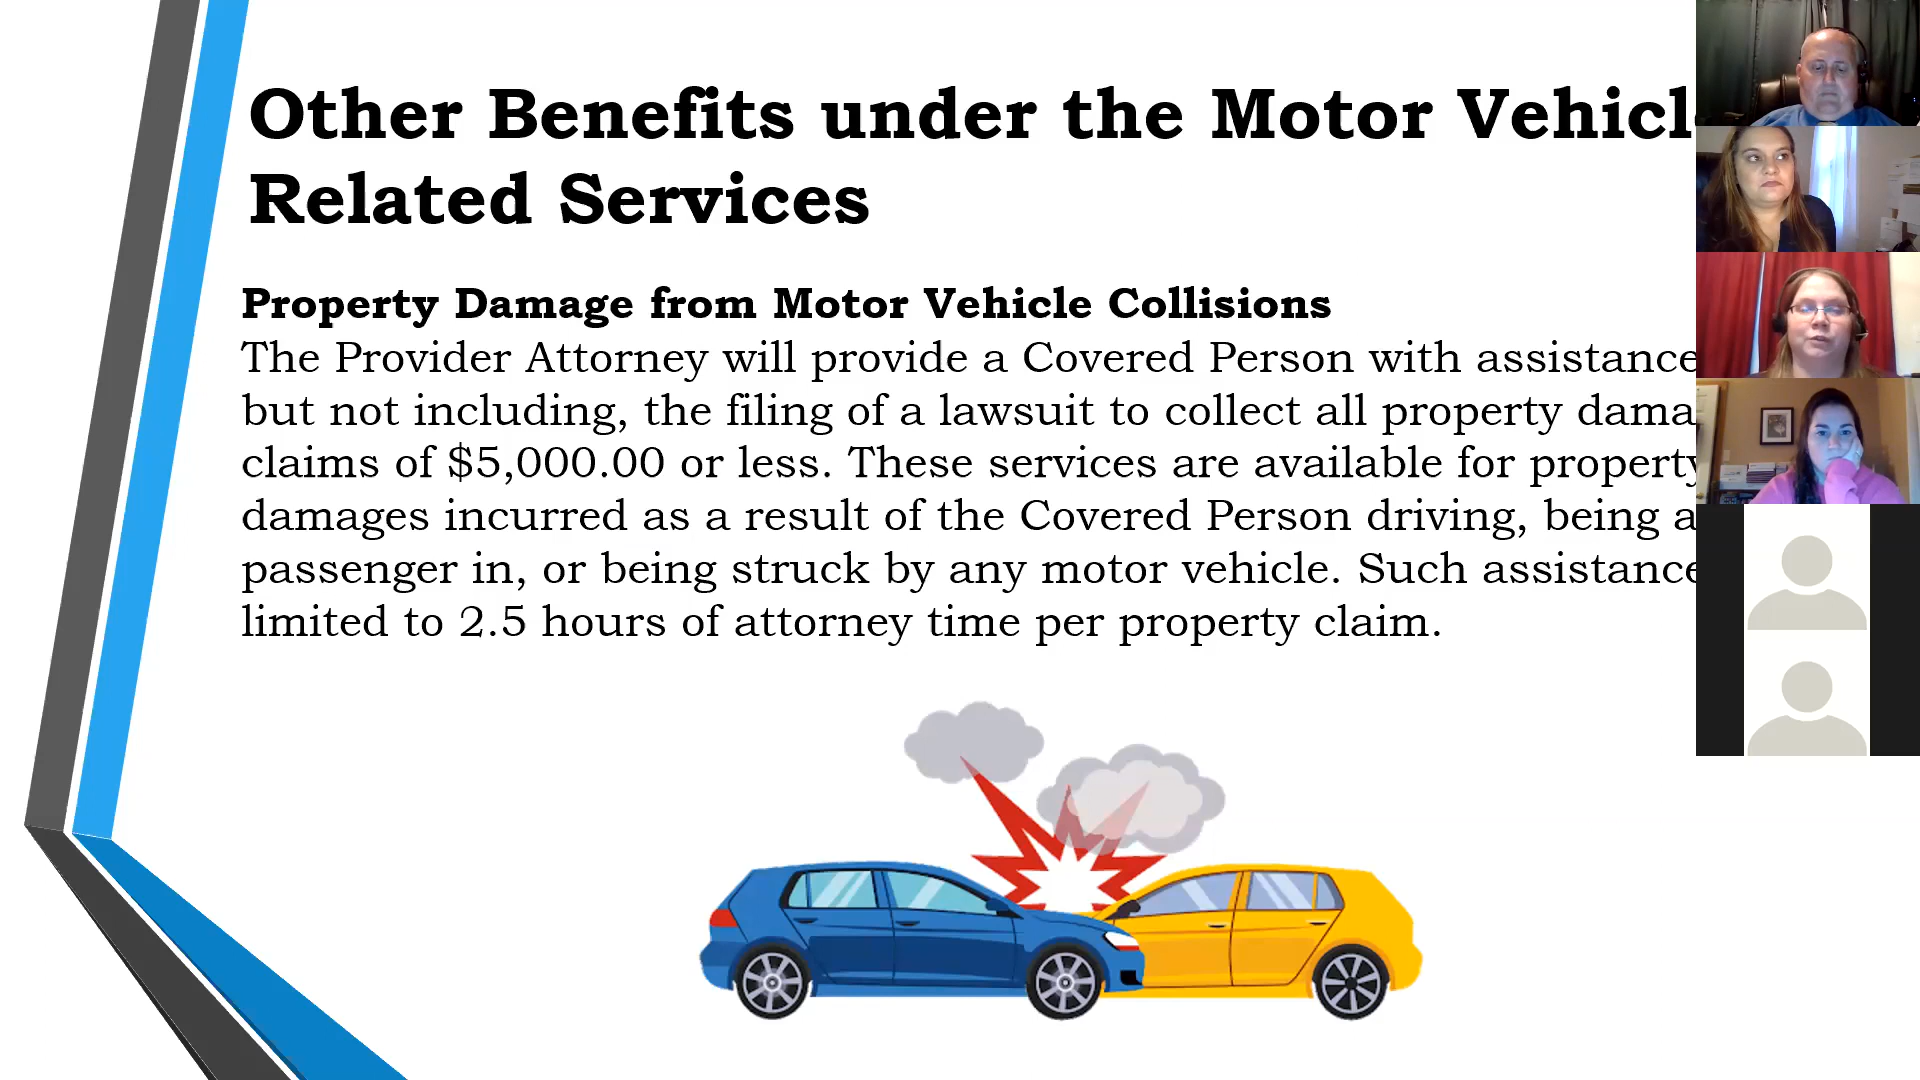 Other Benefits under the Motor Vehicl
Related Services
Property Damage from Motor Vehicle Collisions
The Provider Attorney will provide a Covered Person with assistance
but not including, the filing of a lawsuit to collect all property dama
claims of $5,000.00 or less. These services are available for property
damages incurred as a result of the Covered Person driving, being a
passenger in, or being struck by any motor vehicle. Such assistance
limited to 2.5 hours of attorney time per property claim.